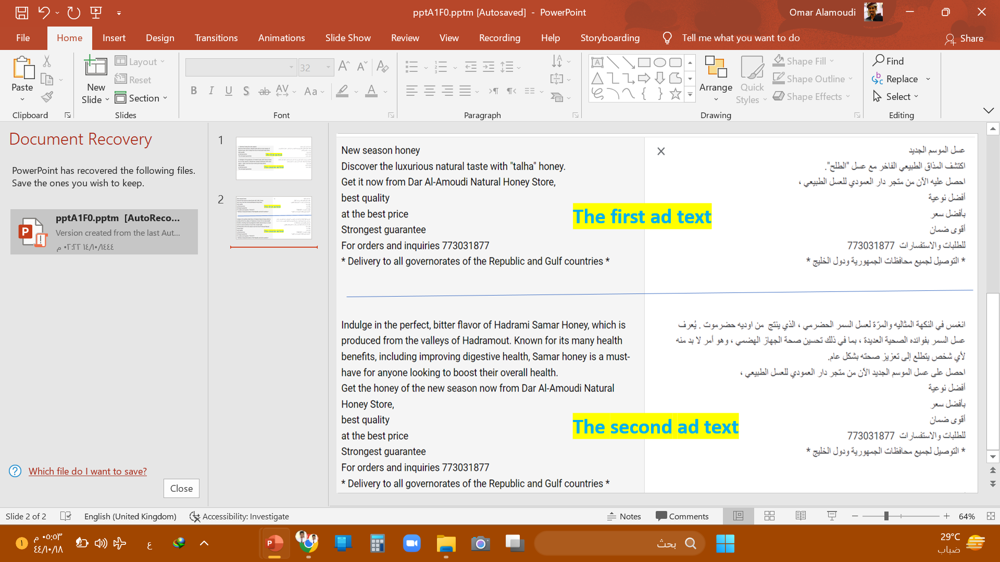 pptA1F0.pptm [Autosaved] - PowerPoint
Omar Alamoudi
File
Home
Insert
Design
Transitions
Animations
Slide Show
Review
View
Recording
Help
Storyboarding
Tell me what you want to do
Share
Paste
New Slide
Layout
Reset
Section
32
Arrange
Quick Styles
Shape Fill
Shape Outline
Shape Effects
Find
Replace
Select
Clipboard
Slides
Font
Paragraph
Drawing
Editing
Document Recovery
PowerPoint has recovered the following files.
Save the ones you wish to keep.
pptA1F0.pptm [AutoReco...
Version created from the last Aut...
Which file do I want to save?
Close
1
2
New season honey
Discover the luxurious natural taste with "talha" honey.
Get it now from Dar Al-Amoudi Natural Honey Store,
best quality
at the best price
Strongest guarantee
For orders and inquiries 773031877
* Delivery to all governorates of the Republic and Gulf countries *
عسل الموسم الجديد
اكتشف المذاق الطبيعي الفاخر مع عسل "الطلح".
احصل عليه الآن من متجر دار العمودي للعسل الطبيعي ،
أفضل نوعية
بأفضل سعر
أقوى ضمان
للطلبات والاستفسارات 773031877
* التوصيل لجميع محافظات الجمهورية ودول الخليج *
The first ad text
Indulge in the perfect, bitter flavor of Hadrami Samar Honey, which is
produced from the valleys of Hadramout. Known for its many health
benefits, including improving digestive health, Samar honey is a must-
have for anyone looking to boost their overall health.
Get the honey of the new season now from Dar Al-Amoudi Natural
Honey Store,
best quality
at the best price
Strongest guarantee
For orders and inquiries 773031877
* Delivery to all governorates of the Republic and Gulf countries *
انغمس في النكهة المثاليه والمرّة لعسل السمر الحضرمي ، الذي ينتج من اوديه حضرموت . يُعرف
عسل السمر بفوائده الصحية العديدة ، بما في ذلك تحسين صحة الجهاز الهضمي ، وهو أمر لا بد منه
لأي شخص يتطلع إلى تعزيز صحته بشكل عام.
احصل على عسل الموسم الجديد الآن من متجر دار العمودي للعسل الطبيعي ،
أفضل نوعية
بأفضل سعر
أقوى ضمان
للطلبات والاستفسارات 773031877
* التوصيل لجميع محافظات الجمهورية ودول الخليج *
The second ad text
Slide 2 of 2
English (United Kingdom)
Accessibility: Investigate
Notes
Comments
64%
٠٥:٥٣ م
٤٤/١٠/١٨
ع
بحث
29°C
ضباب